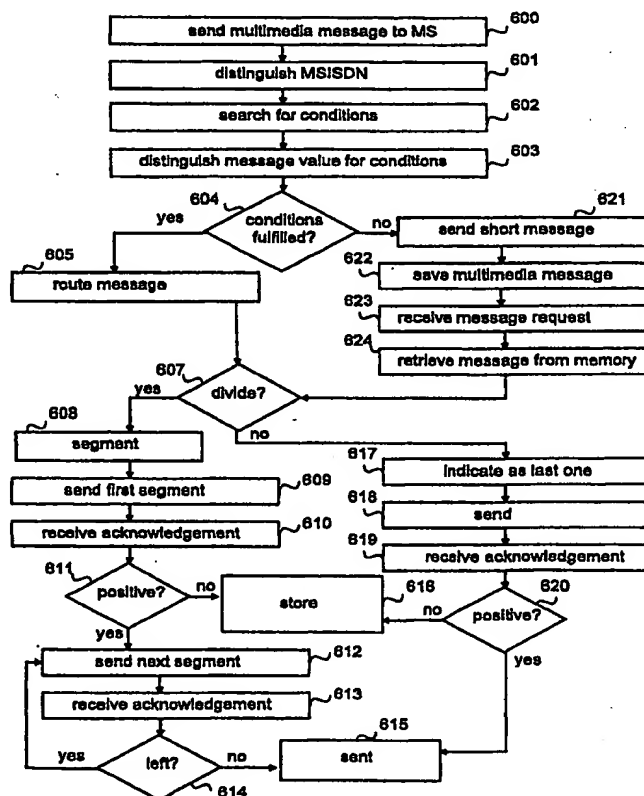 send multimedia message to MS 600
distinguish MSISDN 601
search for conditions 602
distinguish message value for conditions 603
604 conditions fulfilled?
yes
no
605
route message
621
send short message
622
save multimedia message
623
receive message request
624
retrieve message from memory
607 divide?
yes
no
608
segment
send first segment 609
receive acknowledgement 610
611 positive?
no
yes
617
indicate as last one
618
send
619
receive acknowledgement
620
positive?
no
yes
store 616
send next segment 612
receive acknowledgement 613
left?
614
yes
no
615
sent